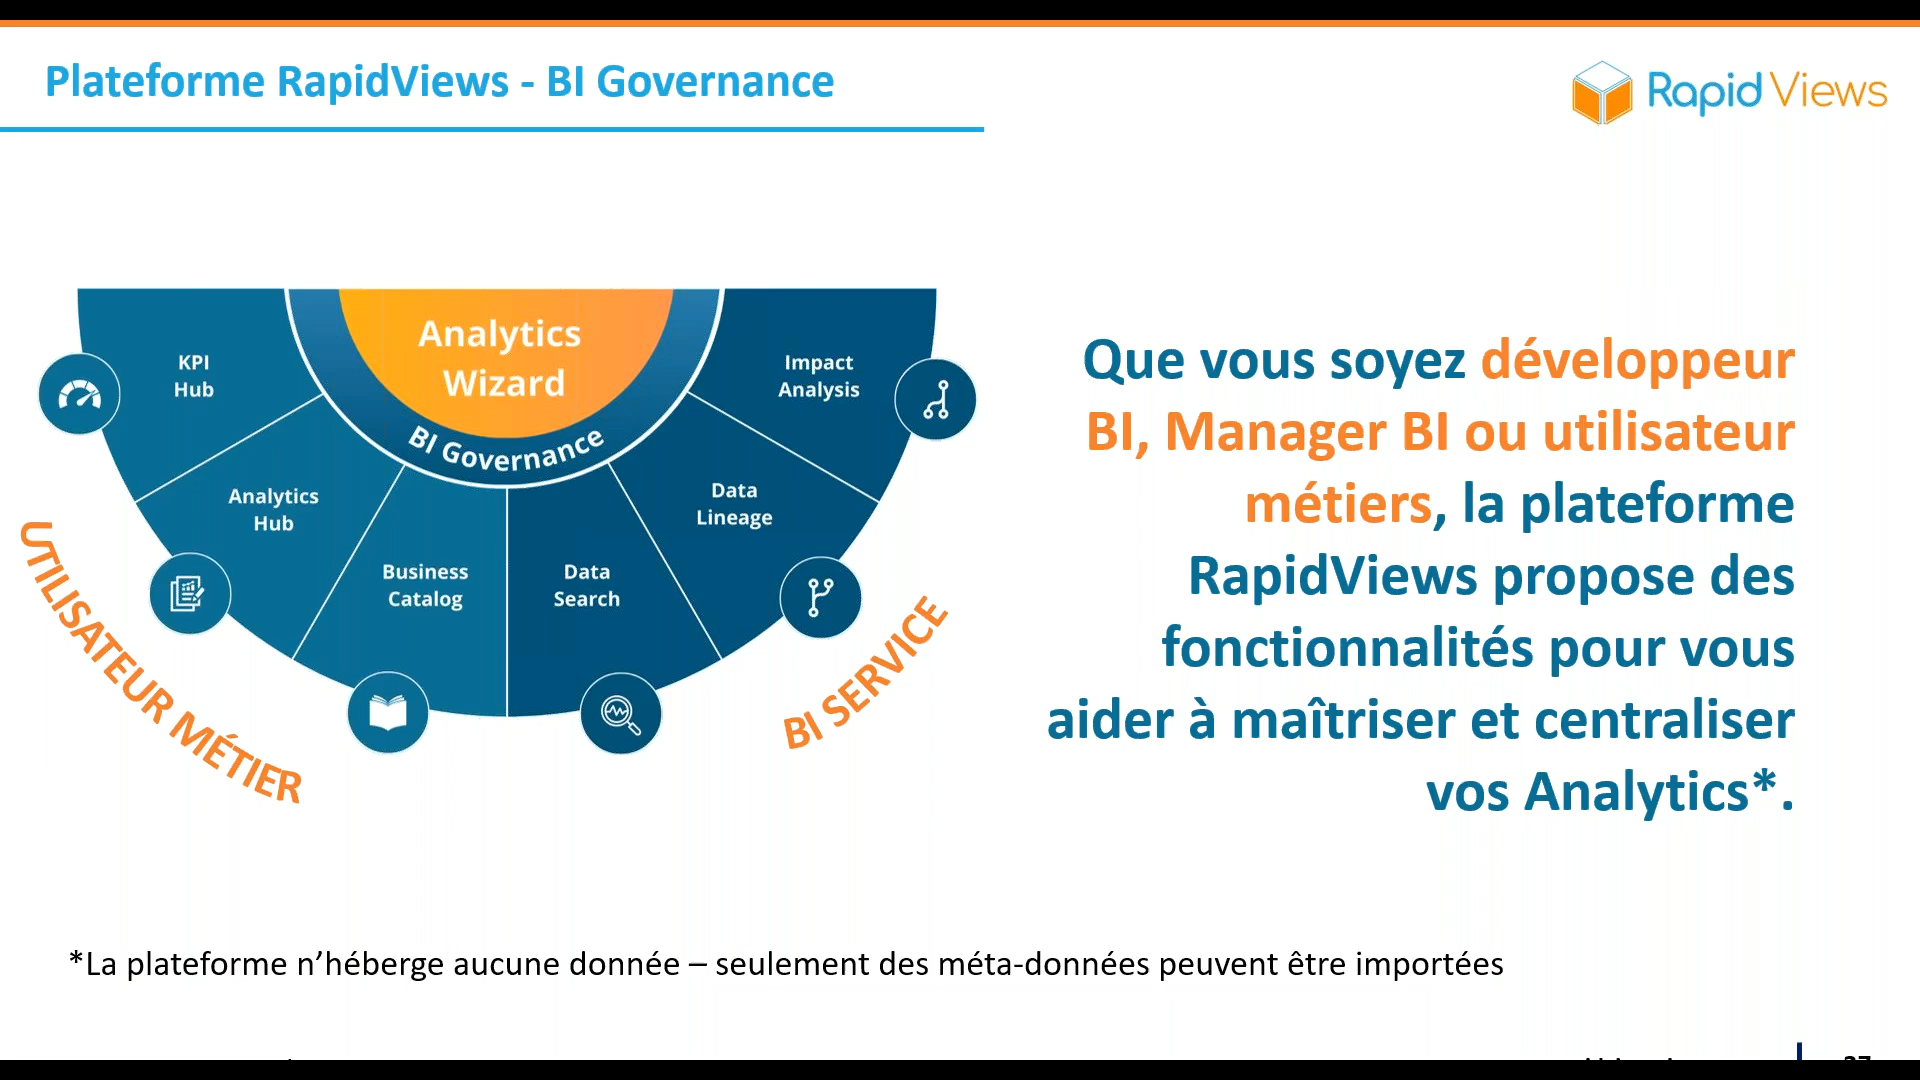 Plateforme RapidViews - BI Governance
Rapid Views
Analytics
Wizard
BI Governance
KPI
Hub
Analytics
Hub
Business
Catalog
Data
Search
Data
Lineage
Impact
Analysis
UTILISATEUR MÉTIER
BI SERVICE
Que vous soyez développeur
BI, Manager BI ou utilisateur
métiers, la plateforme
RapidViews propose des
fonctionnalités pour vous
aider à maîtriser et centraliser
vos Analytics*.
*La plateforme n’héberge aucune donnée – seulement des méta-données peuvent être importées